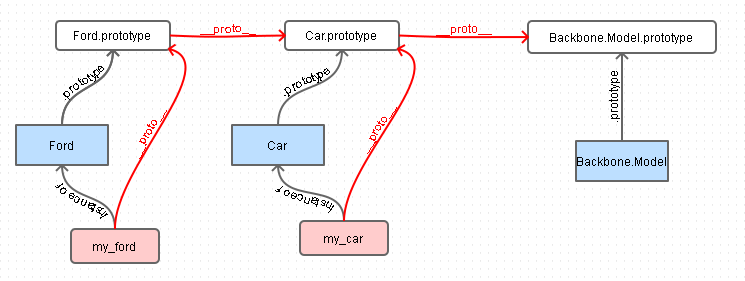 Ford.prototype
__proto__
Car.prototype
__proto__
Backbone.Model.prototype
.prototype
.prototype
.prototype
__proto__
__proto__
Ford
Car
Backbone.Model
Instance of
Instance of
my_ford
my_car